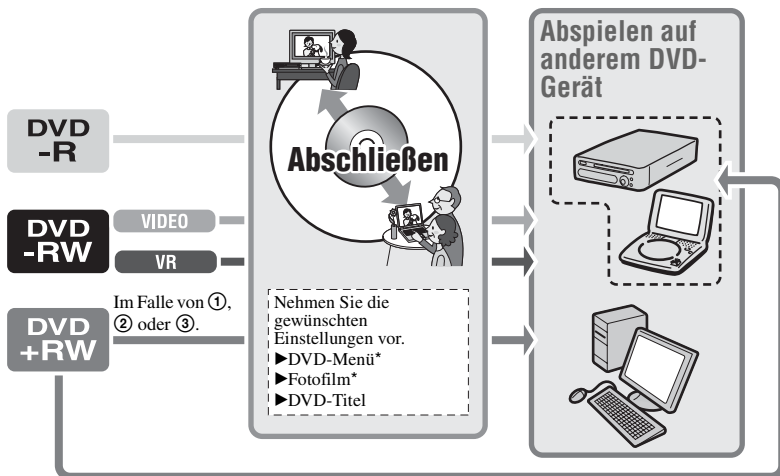 Abspielen auf
anderem DVD-
Gerät
DVD
-R
Abschließen
DVD
-RW
VIDEO
VR
DVD
+RW
Im Falle von ①,
② oder ③.
Nehmen Sie die
gewünschten
Einstellungen vor.
►DVD-Menü*
►Fotofilm*
►DVD-Titel